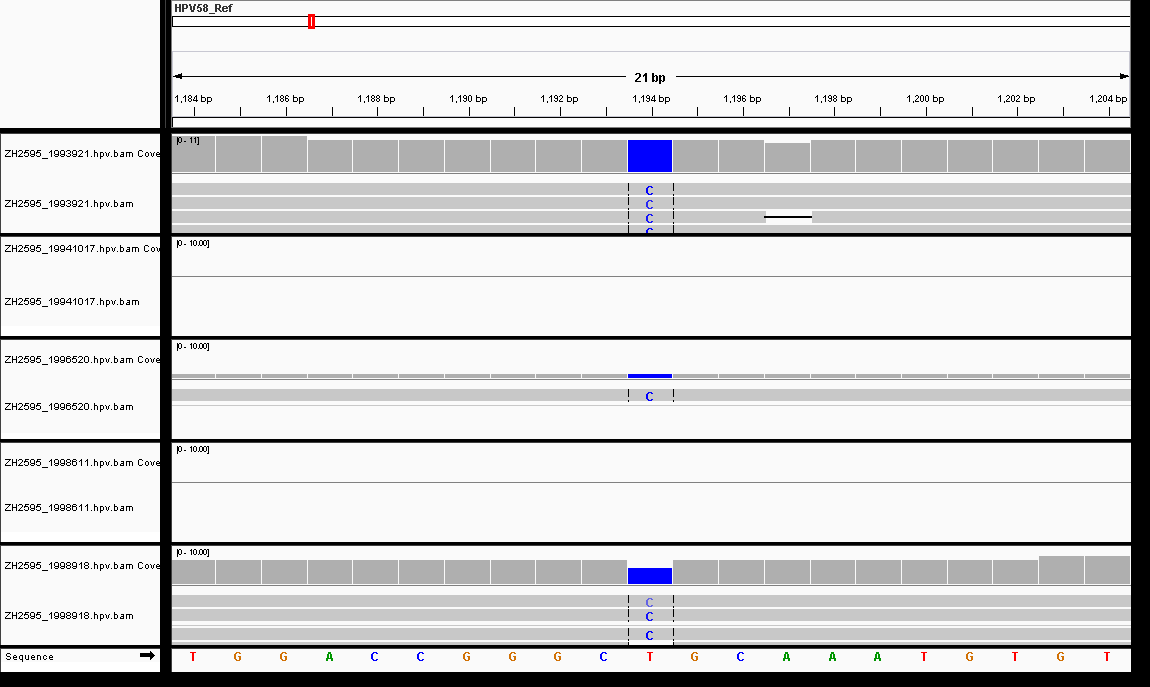 HPV58_Ref
21 bp
1,184 bp 1,186 bp 1,188 bp 1,190 bp 1,192 bp 1,194 bp 1,196 bp 1,198 bp 1,200 bp 1,202 bp 1,204 bp
[0 - 11]
ZH2595_1993921.hpv.bam Cove
C
ZH2595_1993921.hpv.bam
C
C
C
[0 - 10.00]
ZH2595_19941017.hpv.bam Cov
ZH2595_19941017.hpv.bam
[0 - 10.00]
ZH2595_1996520.hpv.bam Cove
C
ZH2595_1996520.hpv.bam
[0 - 10.00]
ZH2595_1998611.hpv.bam Cove
ZH2595_1998611.hpv.bam
[0 - 10.00]
ZH2595_1998918.hpv.bam Cove
C
ZH2595_1998918.hpv.bam
C
C
Sequence T G G A C C G G G C T G C A A A T G T G T